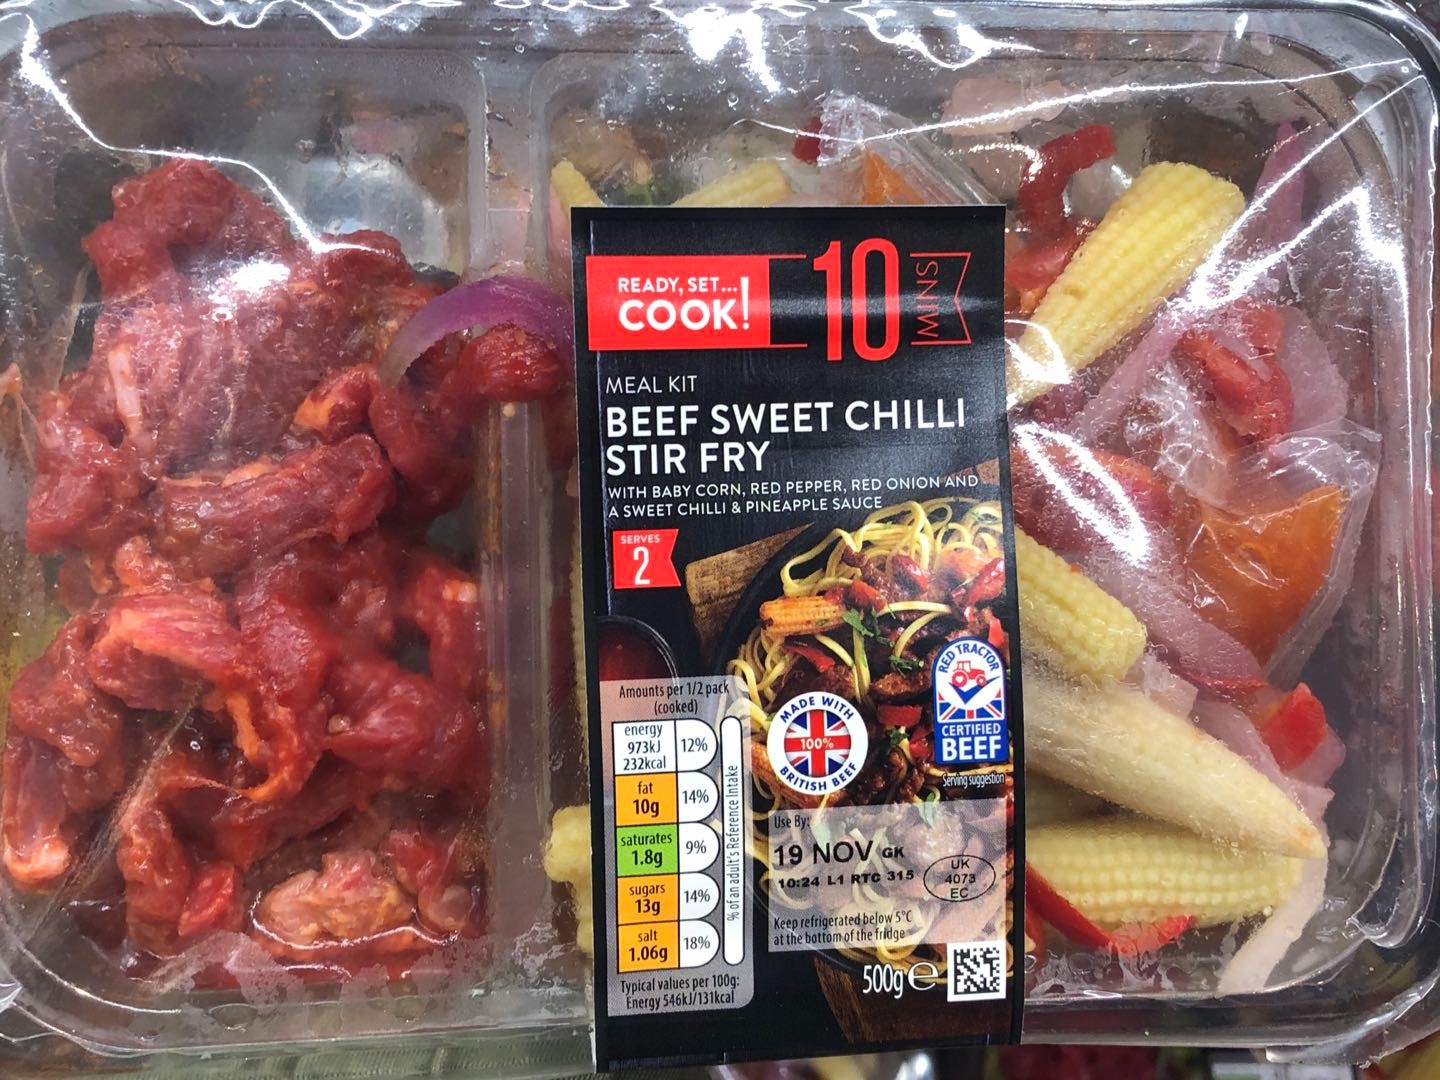 READY, SET...
COOK!
10
MINS
MEAL KIT
BEEF SWEET CHILLI
STIR FRY
WITH BABY CORN, RED PEPPER, RED ONION AND
A SWEET CHILLI & PINEAPPLE SAUCE
SERVES
2
Amounts per 1/2 pack
(cooked)
energy
973kJ
232kcal
12%
fat
10g
14%
saturates
1.8g
9%
sugars
13g
14%
salt
1.06g
18%
% of an adult's Reference Intake
Typical values per 100g:
Energy 546kJ/131kcal
MADE WITH
100%
BRITISH BEEF
RED TRACTOR
CERTIFIED
BEEF
Serving suggestion
Use By:
19 NOV GK
10:24 L1 RTC 315
UK
4073
EC
Keep refrigerated below 5°C
at the bottom of the fridge
500g e